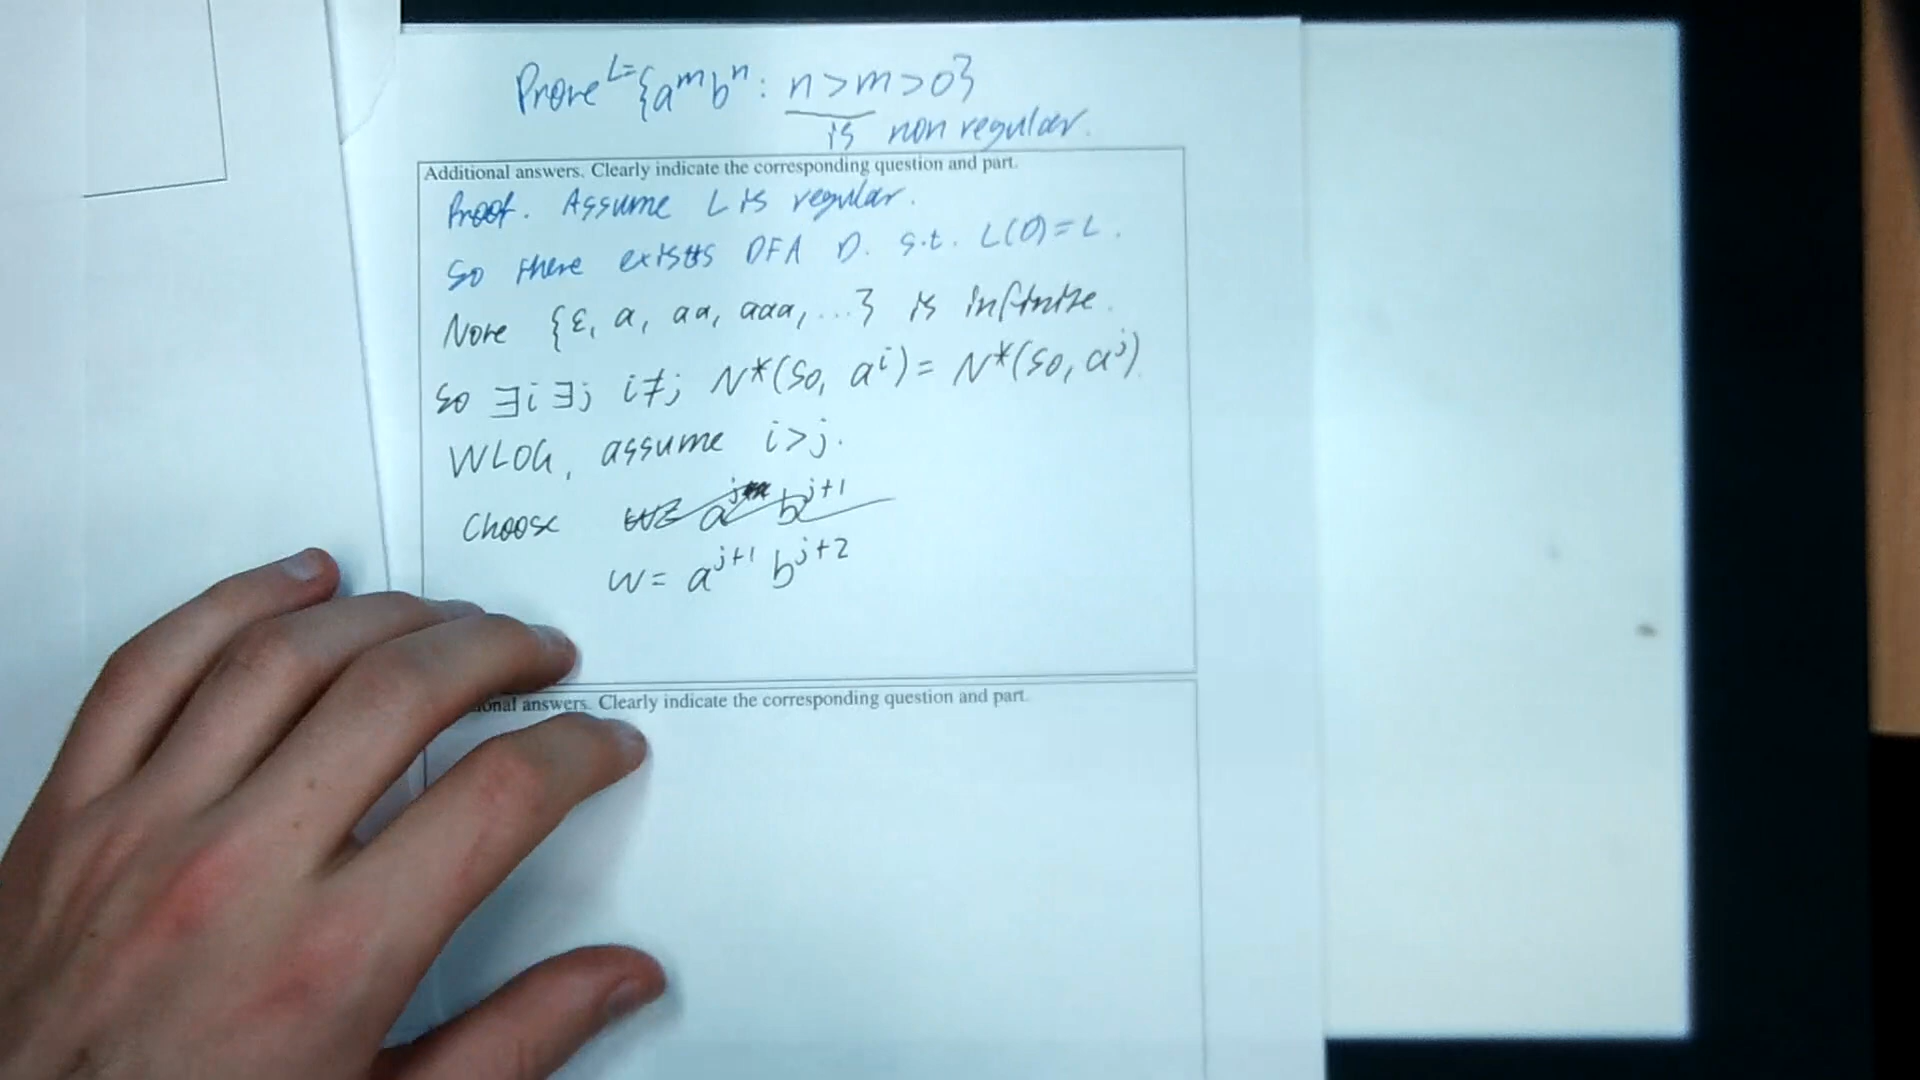 Prove L= {a^m b^n : n>m>0}
is non regular.
Additional answers. Clearly indicate the corresponding question and part.
Proof. Assume L is regular.
So there exists DFA D. s.t. L(D)=L.
Note {ε, a, aa, aaa, ...} is infinite.
So ∃i ∃j i≠j N*(S0, a^i) = N*(S0, a^j).
WLOG, assume i>j.
Choose b^j+1
w= a^j+1 b^j+2
answers. Clearly indicate the corresponding question and part.